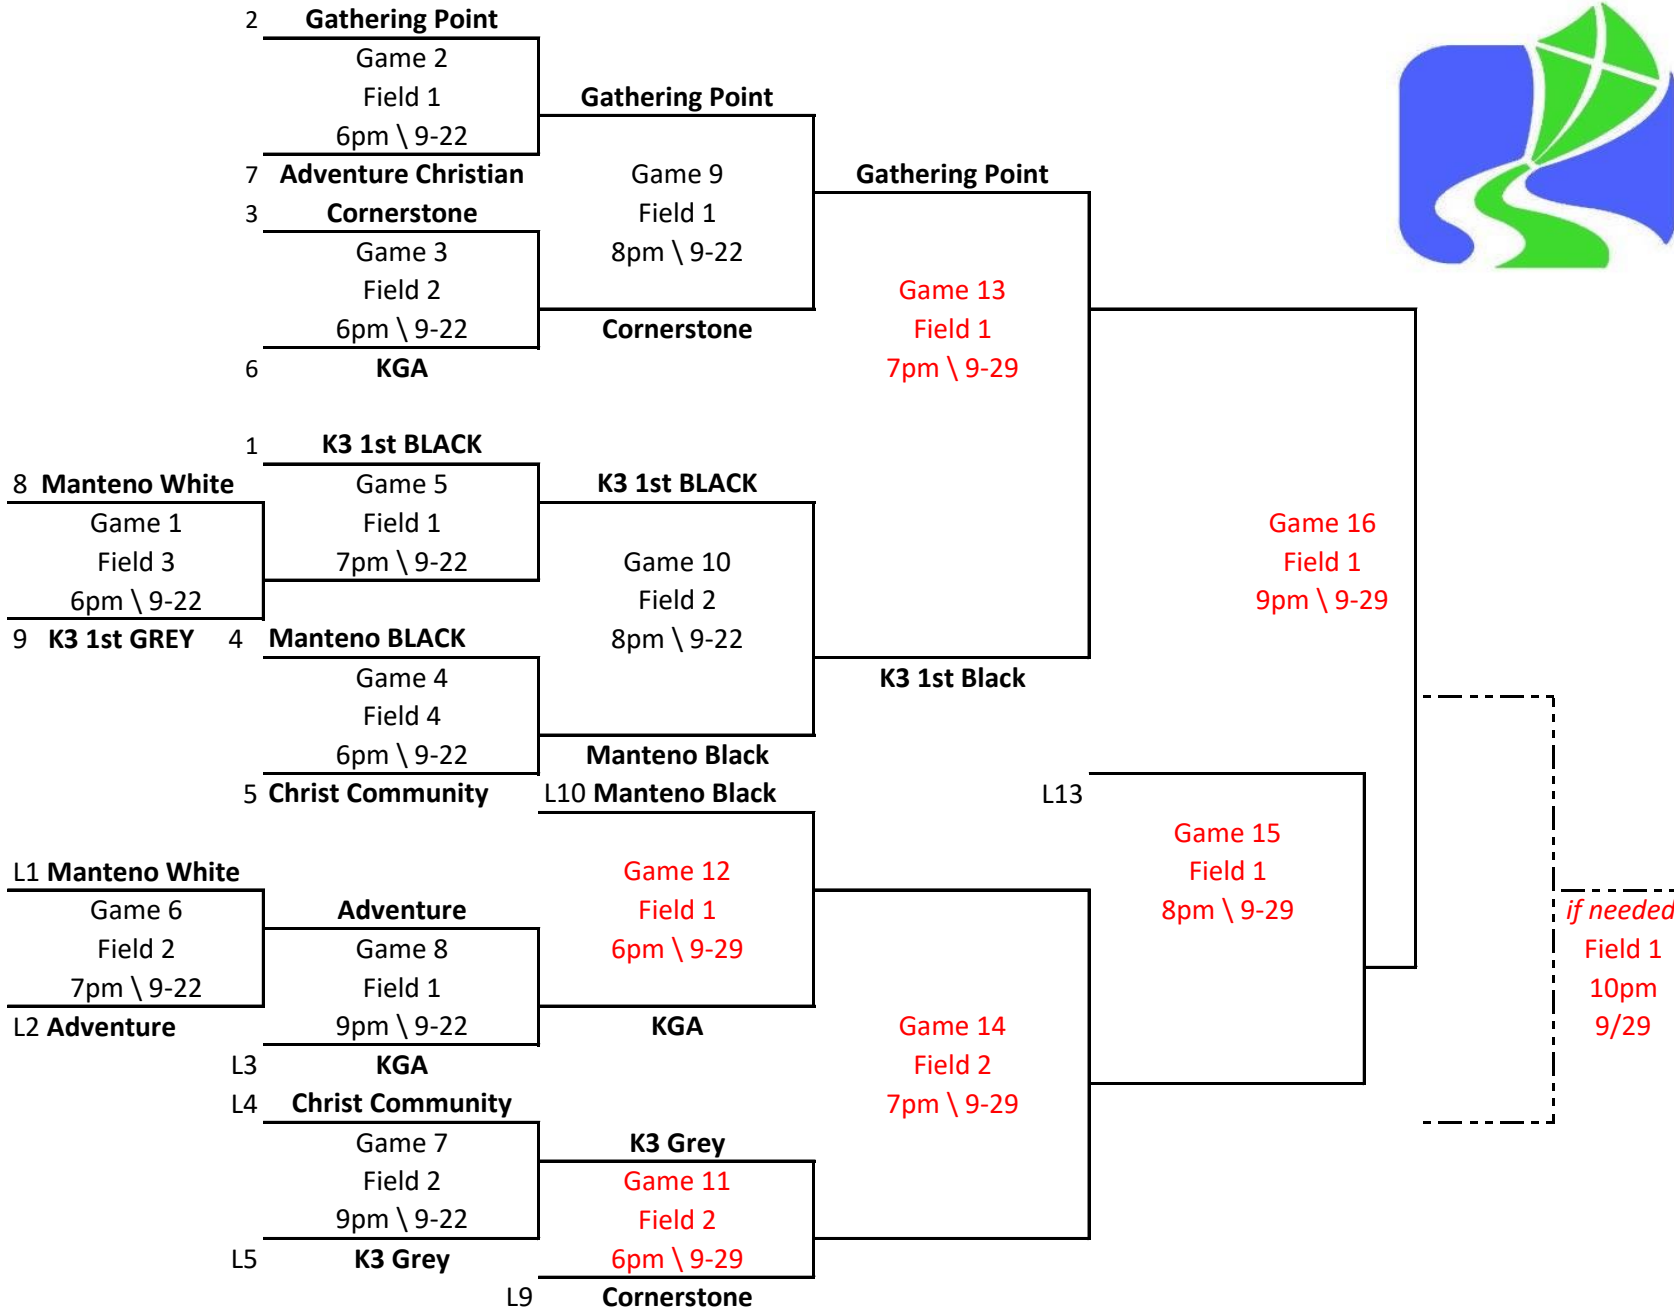 2 Gathering Point
Game 2
Field 1
6pm \ 9-22
7 Adventure Christian
3 Cornerstone
Game 3
Field 2
6pm \ 9-22
6 KGA
Gathering Point
Game 9
Field 1
8pm \ 9-22
Cornerstone
Gathering Point
Game 13
Field 1
7pm \ 9-29
K3 1st Black
1 K3 1st BLACK
Game 5
Field 1
7pm \ 9-22
8 Manteno White
Game 1
Field 3
6pm \ 9-22
9 K3 1st GREY
4 Manteno BLACK
Game 4
Field 4
6pm \ 9-22
5 Christ Community
K3 1st BLACK
Game 10
Field 2
8pm \ 9-22
Manteno Black
Game 16
Field 1
9pm \ 9-29
L10 Manteno Black
Game 12
Field 1
6pm \ 9-29
KGA
L1 Manteno White
Game 6
Field 2
7pm \ 9-22
L2 Adventure
Adventure
Game 8
Field 1
9pm \ 9-22
L3 KGA
L4 Christ Community
Game 7
Field 2
9pm \ 9-22
L5 K3 Grey
K3 Grey
Game 11
Field 2
6pm \ 9-29
L9 Cornerstone
Game 14
Field 2
7pm \ 9-29
L13
Game 15
Field 1
8pm \ 9-29
if needed
Field 1
10pm
9/29